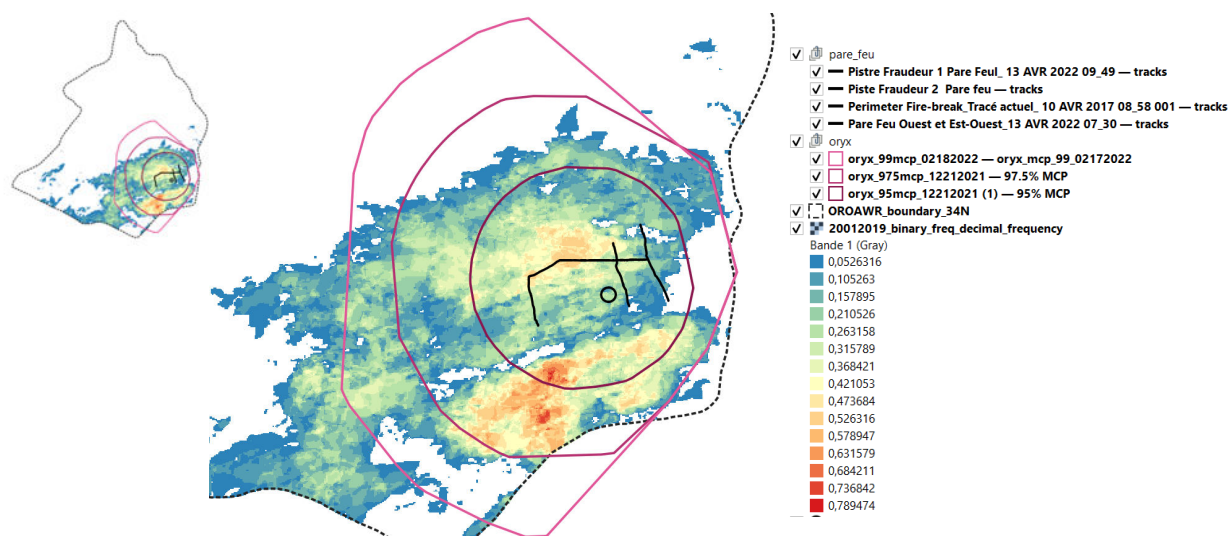 pare_feu
Pistre Fraudeur 1 Pare Feul_ 13 AVR 2022 09_49 — tracks
Piste Fraudeur 2  Pare feu — tracks
Perimeter Fire-break_Tracé actuel_ 10 AVR 2017 08_58 001 — tracks
Pare Feu Ouest et Est-Ouest_13 AVR 2022 07_30 — tracks
oryx
oryx_99mcp_02182022 — oryx_mcp_99_02172022
oryx_975mcp_12212021 — 97.5% MCP
oryx_95mcp_12212021 (1) — 95% MCP
OROAWR_boundary_34N
20012019_binary_freq_decimal_frequency
Bande 1 (Gray)
0,0526316
0,105263
0,157895
0,210526
0,263158
0,315789
0,368421
0,421053
0,473684
0,526316
0,578947
0,631579
0,684211
0,736842
0,789474